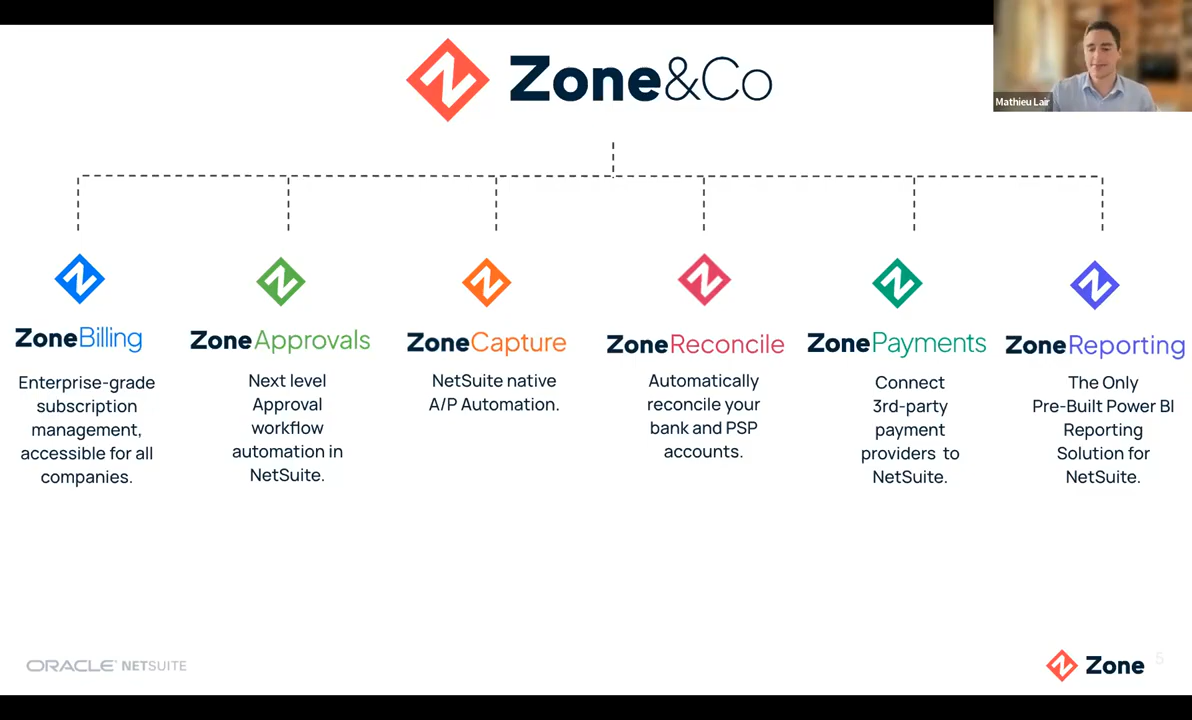 Zone&Co
Mathieu Lair
ZoneBilling
Enterprise-grade
subscription
management,
accessible for all
companies.
ZoneApprovals
Next level
Approval
workflow
automation in
NetSuite.
ZoneCapture
NetSuite native
A/P Automation.
ZoneReconcile
Automatically
reconcile your
bank and PSP
accounts.
ZonePayments
Connect
3rd-party
payment
providers to
NetSuite.
ZoneReporting
The Only
Pre-Built Power BI
Reporting
Solution for
NetSuite.
ORACLE NETSUITE
Zone
5